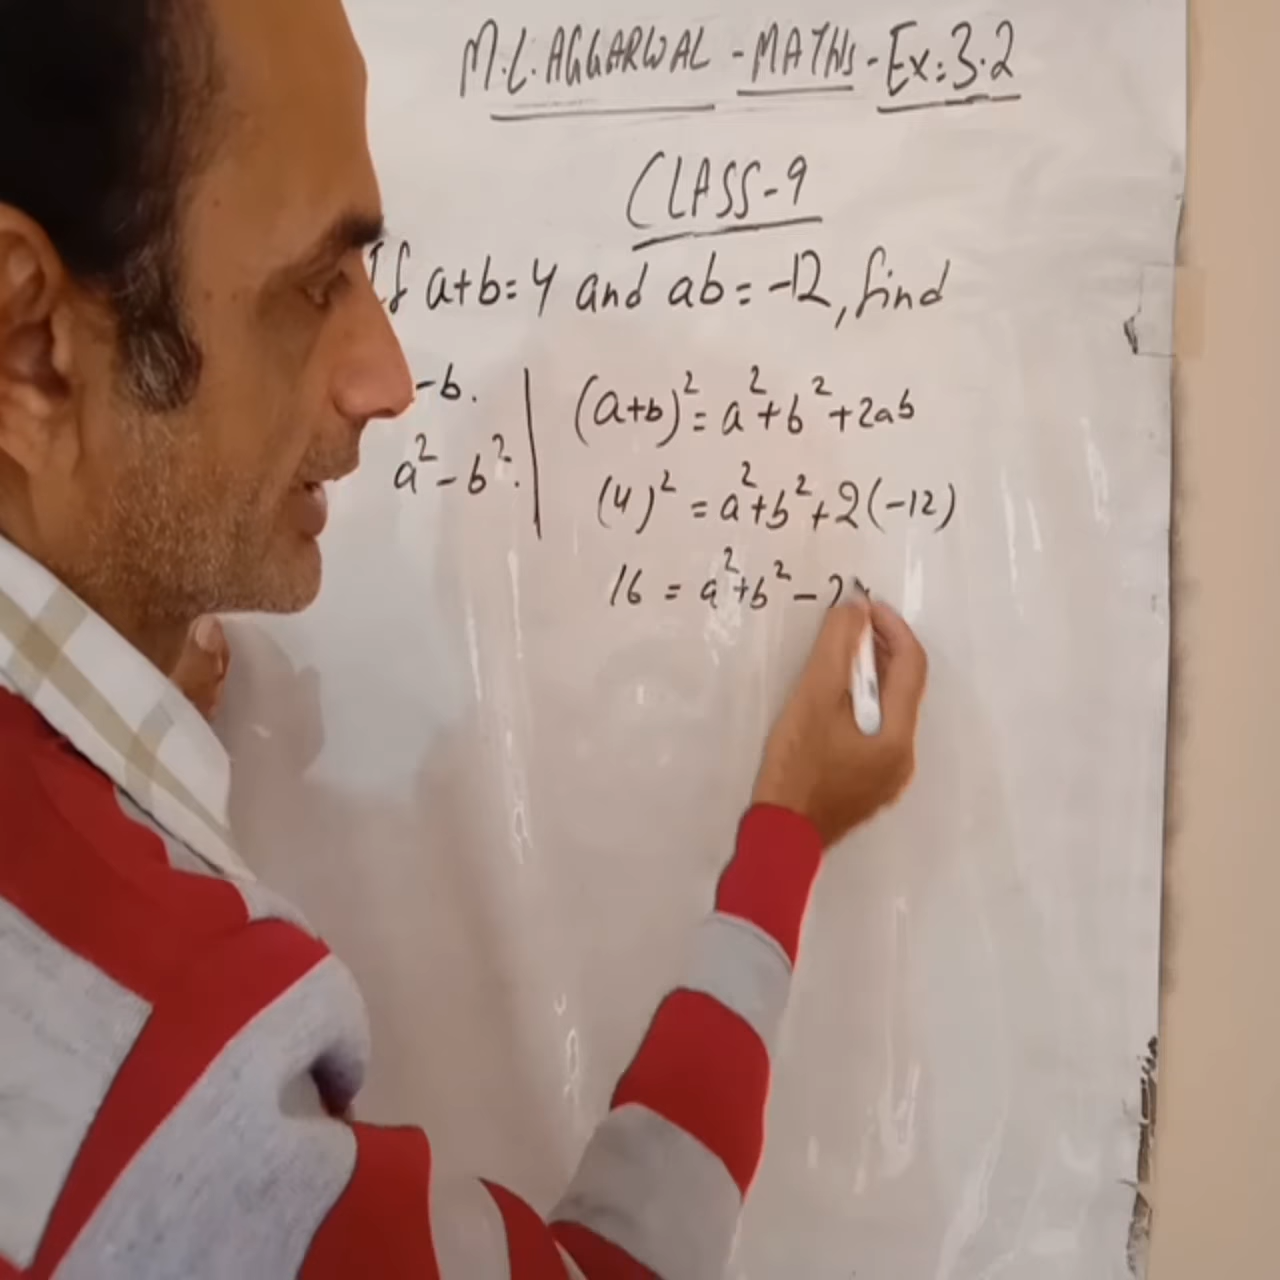 M.L.AGGARWAL - MATHS - Ex:3.2
CLASS-9
If a+b=4 and ab=-12, find
-b.
a²-b².
(a+b)²=a²+b²+2ab
(4)²=a²+b²+2(-12)
16=a²+b²-2